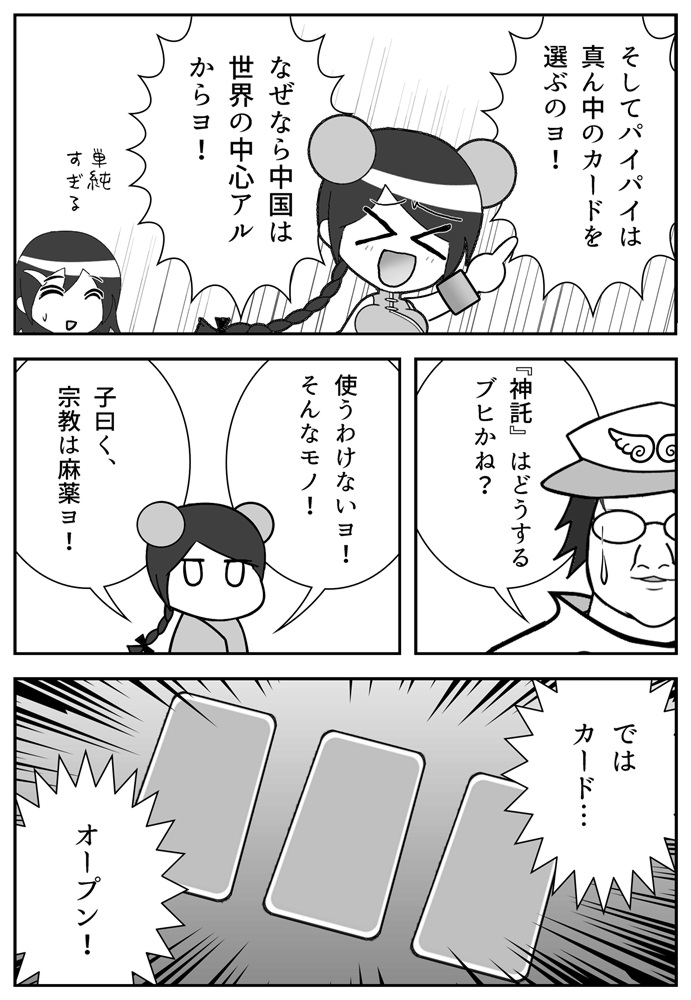 そしてパイパイは
真ん中のカードを
選ぶのヨ！
なぜなら中国は
世界の中心アル
からヨ！
単純
すぎる
『神託』はどうする
ブヒかね？
使うわけないヨ！
そんなモノ！
子曰く、
宗教は麻薬ヨ！
では
カード…
オープン！